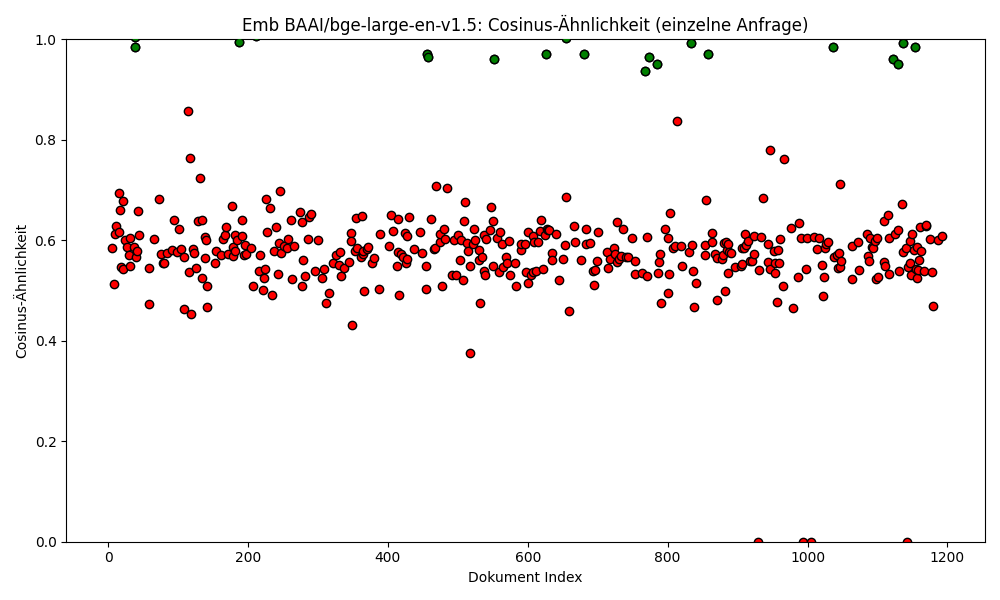 Emb BAAI/bge-large-en-v1.5: Cosinus-Ähnlichkeit (einzelne Anfrage)
Cosinus-Ähnlichkeit
1.0
0.8
0.6
0.4
0.2
0.0
0 200 400 600 800 1000 1200
Dokument Index